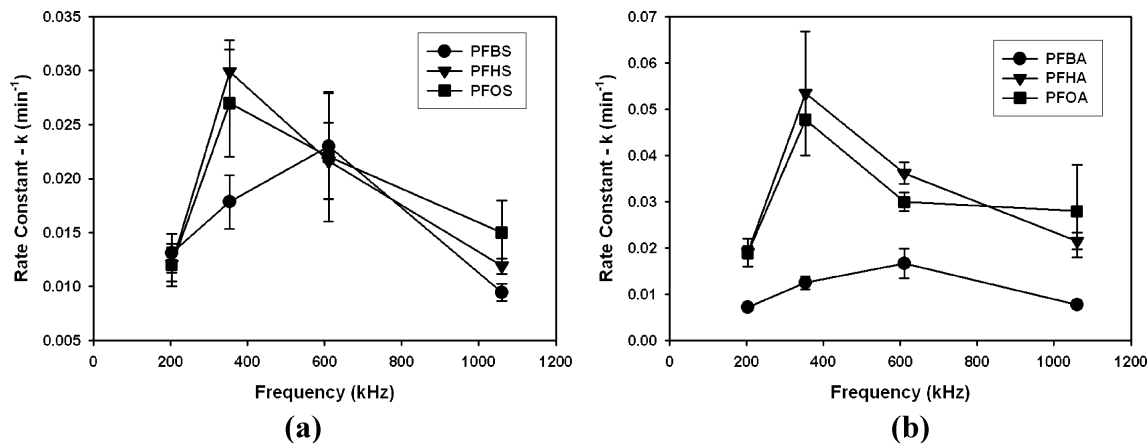 0.035
0.030
0.025
0.020
0.015
0.010
0.005
Rate Constant - k (min⁻¹)
PFBS
PFHS
PFOS
0 200 400 600 800 1000 1200
Frequency (kHz)
(a)
0.07
0.06
0.05
0.04
0.03
0.02
0.01
0.00
Rate Constant - k (min⁻¹)
PFBA
PFHA
PFOA
0 200 400 600 800 1000 1200
Frequency (kHz)
(b)